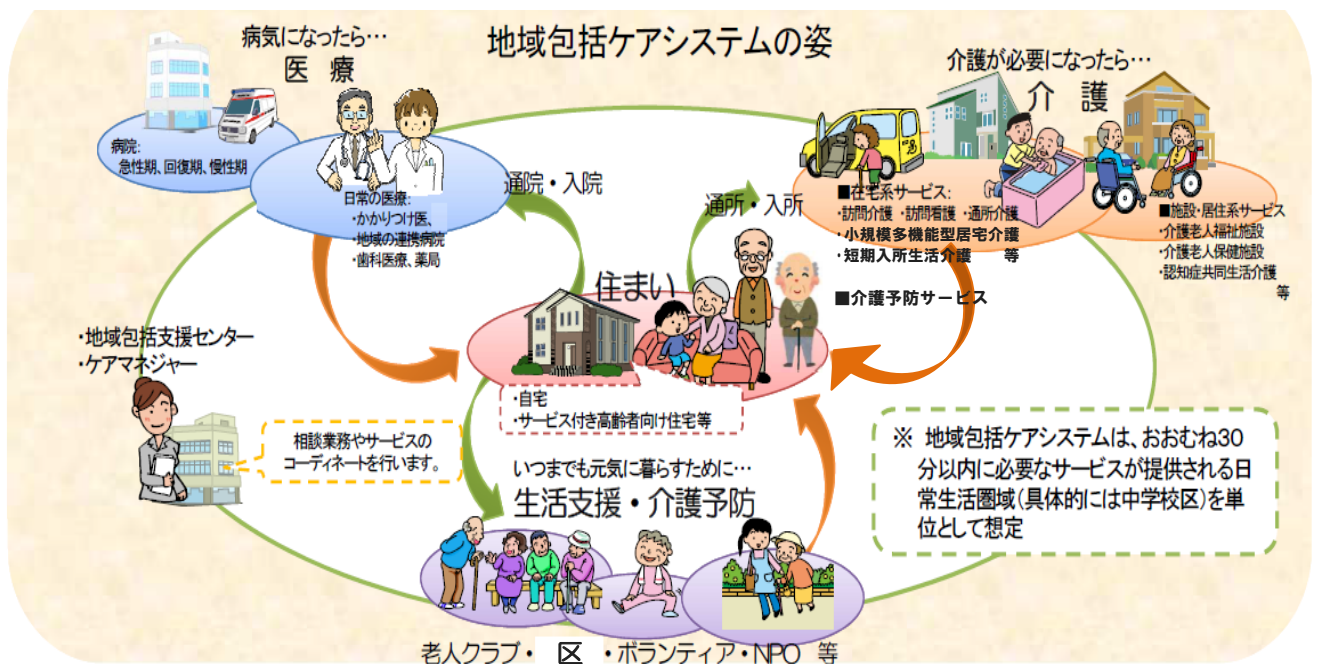 地域包括ケアシステムの姿
病気になったら…
医 療
病院:
急性期、回復期、慢性期
日常の医療:
・かかりつけ医、
・地域の連携病院
・歯科医療、薬局
通院・入院
通所・入所
介護が必要になったら…
介 護
■在宅系サービス:
・訪問介護 ・訪問看護 ・通所介護
・小規模多機能型居宅介護
・短期入所生活介護 等
■介護予防サービス
■施設・居住系サービス
・介護老人福祉施設
・介護老人保健施設
・認知症共同生活介護
等
住まい
・自宅
・サービス付き高齢者向け住宅等
・地域包括支援センター
・ケアマネジャー
相談業務やサービスの
コーディネートを行います。
いつまでも元気に暮らすために…
生活支援・介護予防
老人クラブ・ 区 ・ボランティア・NPO 等
※ 地域包括ケアシステムは、おおむね30
分以内に必要なサービスが提供される日
常生活圏域(具体的には中学校区)を単
位として想定